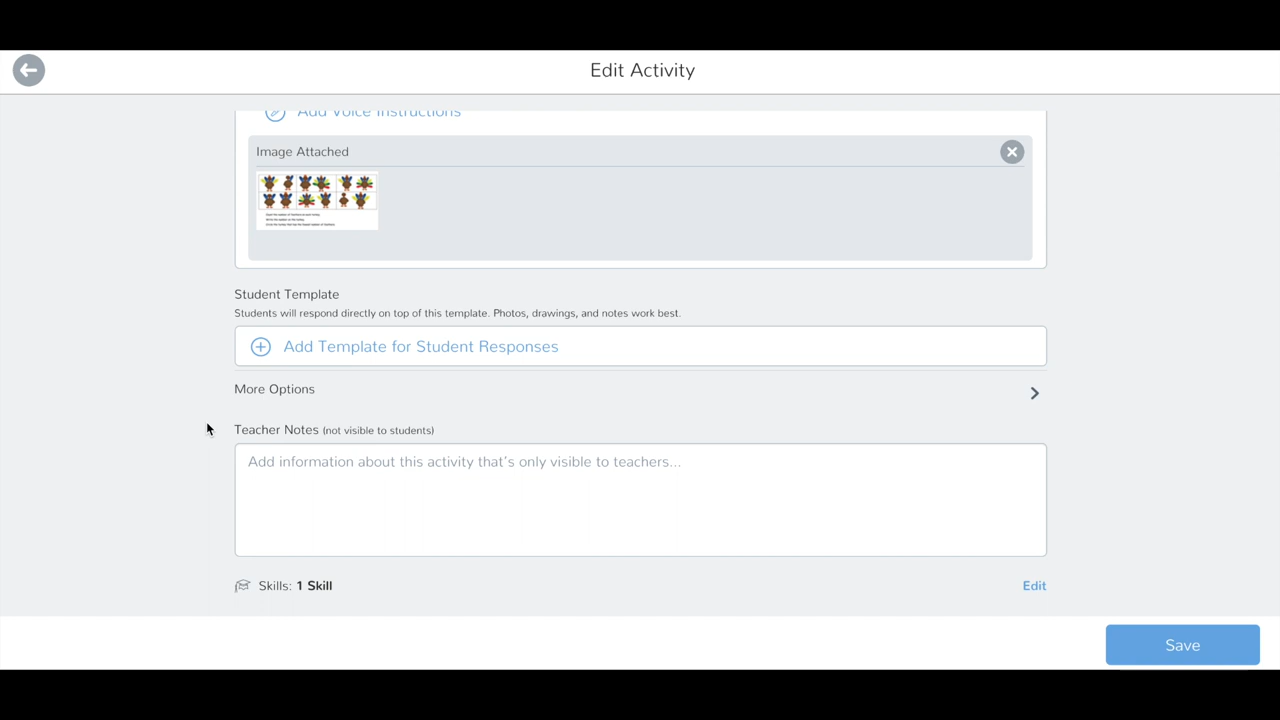 Edit Activity
Add Voice Instructions
Image Attached
Student Template
Students will respond directly on top of this template. Photos, drawings, and notes work best.
Add Template for Student Responses
More Options
Teacher Notes (not visible to students)
Add information about this activity that's only visible to teachers...
Skills: 1 Skill
Edit
Save